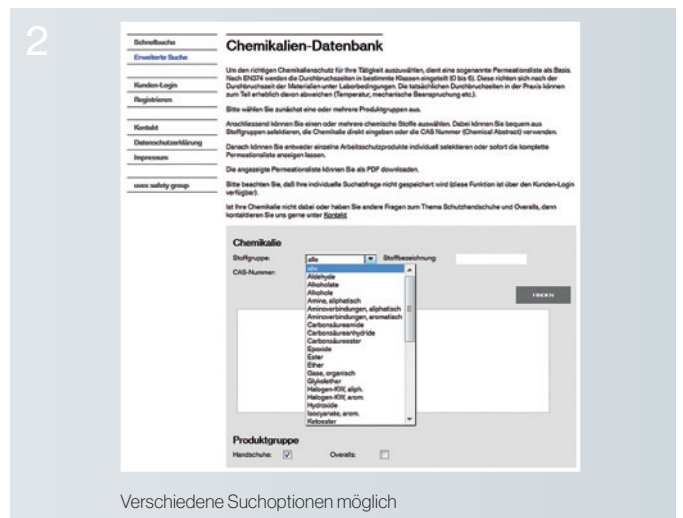 2
Schnellsuche
Erweiterte Suche
Kunden-Login
Registrieren
Kontakt
Datenschutzerklärung
Impressum
uvex safety group
Chemikalien-Datenbank
Um den richtigen Chemikalienschutz für Ihre Tätigkeit auszuwählen, dient eine sogenannte Permeationsliste als Basis.
Nach EN374 werden die Durchbruchszeiten in bestimmte Klassen eingeteilt (0 bis 6). Diese richten sich nach der
Durchbruchszeit der Materialien unter Laborbedingungen. Die tatsächlichen Durchbruchszeiten in der Praxis können
zum Teil erheblich davon abweichen (Temperatur, mechanische Beanspruchung etc.).
Bitte wählen Sie zunächst eine oder mehrere Produktgruppen aus.
Anschliessend können Sie einen oder mehrere chemische Stoffe auswählen. Dabei können Sie bequem aus
Stoffgruppen selektieren, die Chemikalie direkt eingeben oder die CAS Nummer (Chemical Abstract) verwenden.
Danach können Sie entweder einzelne Arbeitsschutzprodukte individuell selektieren oder sofort die komplette
Permeationsliste anzeigen lassen.
Die angezeigte Permeationsliste können Sie als PDF downloaden.
Bitte beachten Sie, daß Ihre individuelle Suchabfrage nicht gespeichert wird (diese Funktion ist über den Kunden-Login
verfügbar).
Ist Ihre Chemikalie nicht dabei oder haben Sie andere Fragen zum Thema Schutzhandschuhe und Overalls, dann
kontaktieren Sie uns gerne unter Kontakt.
Chemikalie
Stoffgruppe: alle Stoffbezeichnung:
CAS-Nummer:
alle
Aldehyde
Alkoholate
Alkohole
Amine, aliphatisch
Aminoverbindungen, aliphatisch
Aminoverbindungen, aromatisch
Carbonsäureamide
Carbonsäureanhydride
Carbonsäureester
Epoxide
Ester
Ether
Gase, organisch
Glykolether
Halogen-KW, aliph.
Halogen-KW, arom.
Hydroxide
Isocyanate, arom.
Ketoester
FINDEN
Produktgruppe
Handschuhe: Overalls:
Verschiedene Suchoptionen möglich